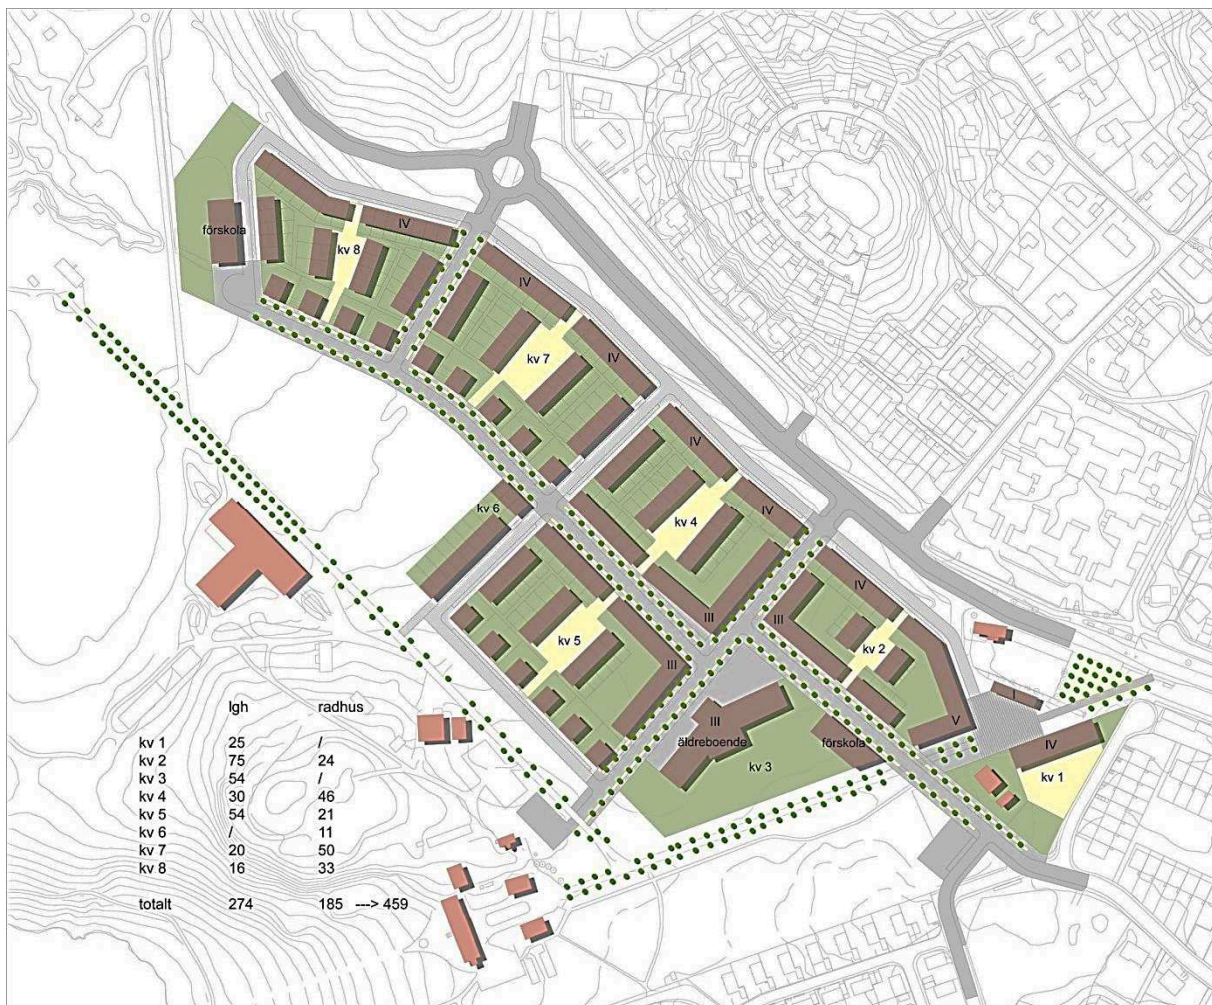 IV
förskola
kv 8
IV
kv 7
IV
IV
kv 6
kv 4
IV
IV
III
III
kv 2
kv 5
III
V
I
IV
kv 1
III
äldreboende
förskola
kv 3
lgh radhus
kv 1 25 /
kv 2 75 24
kv 3 54 /
kv 4 30 46
kv 5 54 21
kv 6 / 11
kv 7 20 50
kv 8 16 33
totalt 274 185 ---> 459